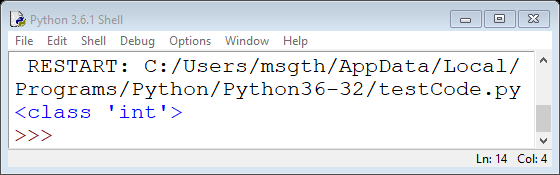 Python 3.6.1 Shell
File Edit Shell Debug Options Window Help
RESTART: C:/Users/msgth/AppData/Local/
Programs/Python/Python36-32/testCode.py
<class 'int'>
>>>
Ln: 14 Col: 4